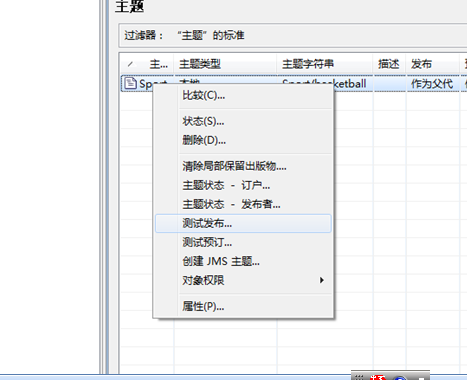 主题
过滤器： “主题”的标准
主... 主题类型 主题字符串 描述 发布
Sport 本地 Sport/basketball 作为父代
比较(C)...
状态(S)...
删除(D)...
清除局部保留出版物....
主题状态 - 订户...
主题状态 - 发布者...
测试发布...
测试预订...
创建 JMS 主题...
对象权限
属性(P)...